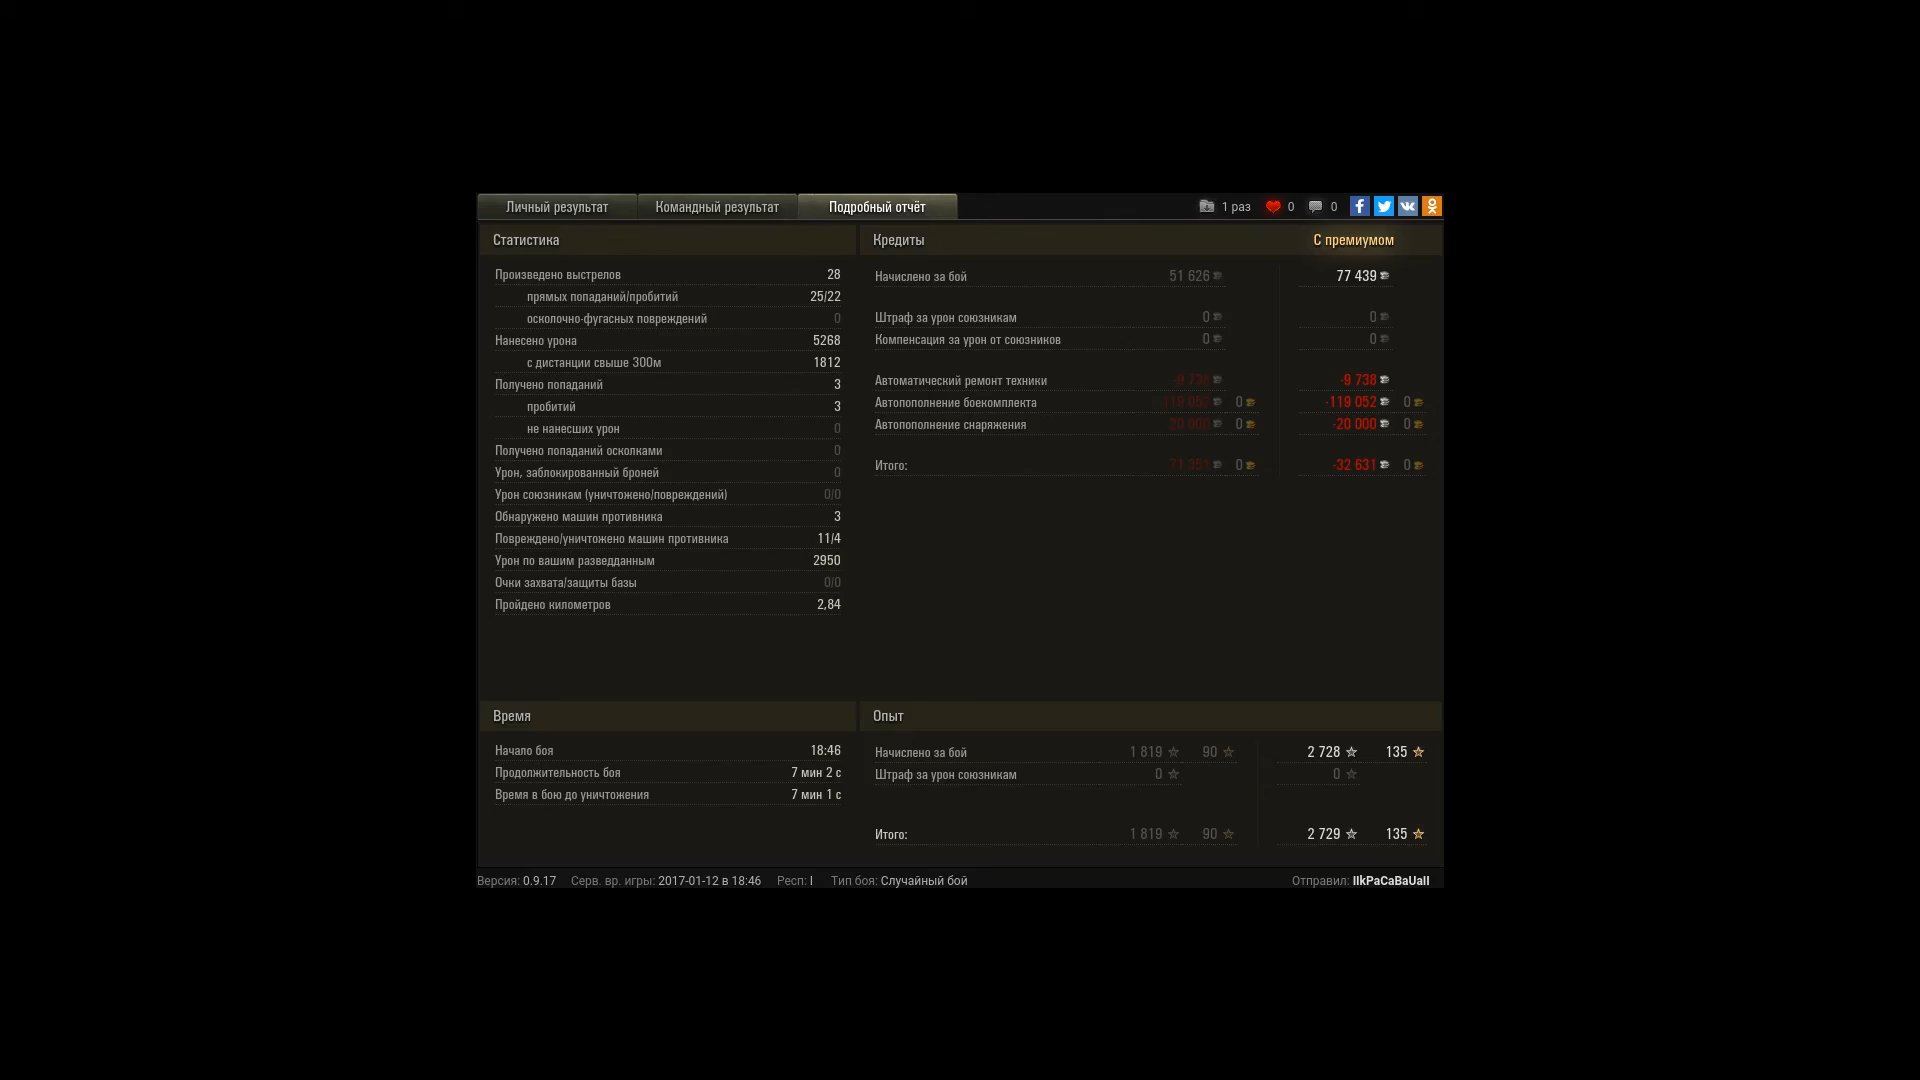 Личный результат Командный результат Подробный отчёт 1 раз 0 0
Статистика
Произведено выстрелов 28
прямых попаданий/пробитий 25/22
осколочно-фугасных повреждений 0
Нанесено урона 5268
с дистанции свыше 300м 1812
Получено попаданий 3
пробитий 3
не нанесших урон 0
Получено попаданий осколками 0
Урон, заблокированный броней 0
Урон союзникам (уничтожено/повреждений) 0/0
Обнаружено машин противника 3
Повреждено/уничтожено машин противника 11/4
Урон по вашим разведданным 2950
Очки захвата/защиты базы 0/0
Пройдено километров 2,84
Кредиты С премиумом
Начислено за бой 51 626 77 439
Штраф за урон союзникам 0 0
Компенсация за урон от союзников 0 0
Автоматический ремонт техники -9 738 -9 738
Автопополнение боекомплекта -119 052 0 -119 052 0
Автопополнение снаряжения -20 000 0 -20 000 0
Итого: 0 -32 631 0
Время
Начало боя 18:46
Продолжительность боя 7 мин 2 с
Время в бою до уничтожения 7 мин 1 с
Опыт
Начислено за бой 1 819 90 2 728 135
Штраф за урон союзникам 0 0
Итого: 1 819 90 2 729 135
Версия: 0.9.17 Серв. вр. игры: 2017-01-12 в 18:46 Респ: I Тип боя: Случайный бой Отправил: IIkPaCaBaUaII